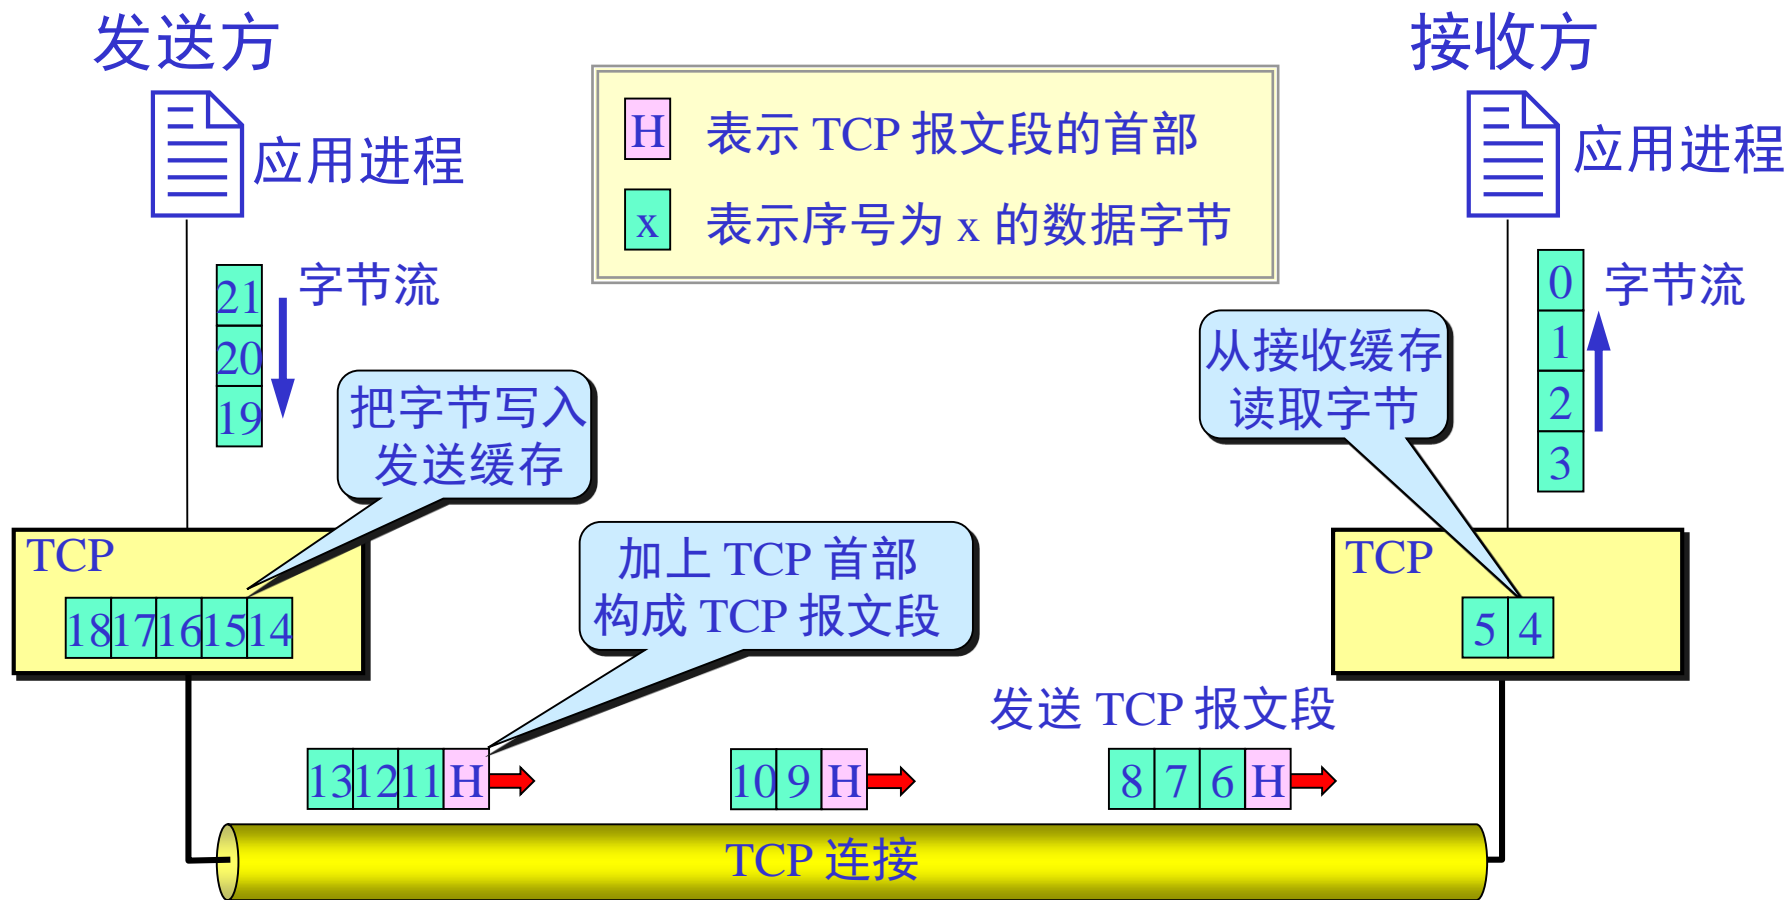 发送方
接收方
H 表示 TCP 报文段的首部
x 表示序号为 x 的数据字节
应用进程
应用进程
21
20
19
字节流
0
1
2
3
字节流
把字节写入
发送缓存
从接收缓存
读取字节
TCP
18 17 16 15 14
加上 TCP 首部
构成 TCP 报文段
TCP
5 4
发送 TCP 报文段
13 12 11 H
10 9 H
8 7 6 H
TCP 连接